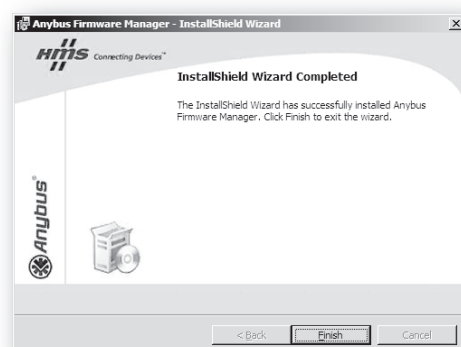 Anybus Firmware Manager - InstallShield Wizard
HMS Connecting Devices™
InstallShield Wizard Completed
The InstallShield Wizard has successfully installed Anybus
Firmware Manager. Click Finish to exit the wizard.
Anybus®
< Back Finish Cancel